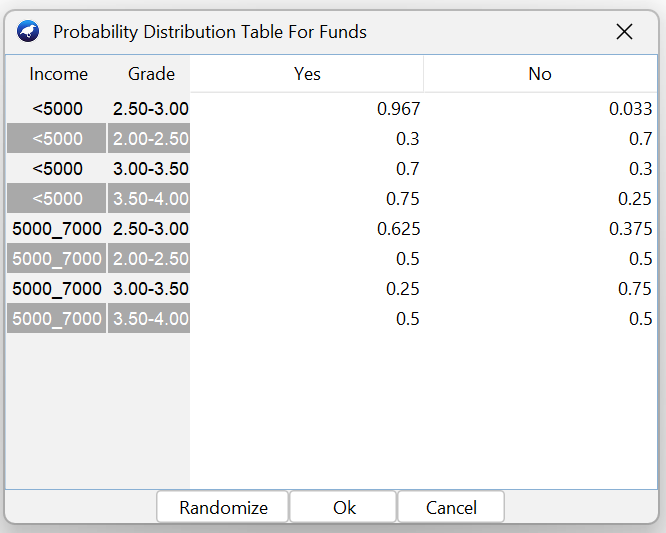 Probability Distribution Table For Funds
Income Grade Yes No
<5000 2.50-3.00 0.967 0.033
<5000 2.00-2.50 0.3 0.7
<5000 3.00-3.50 0.7 0.3
<5000 3.50-4.00 0.75 0.25
5000_7000 2.50-3.00 0.625 0.375
5000_7000 2.00-2.50 0.5 0.5
5000_7000 3.00-3.50 0.25 0.75
5000_7000 3.50-4.00 0.5 0.5
Randomize Ok Cancel